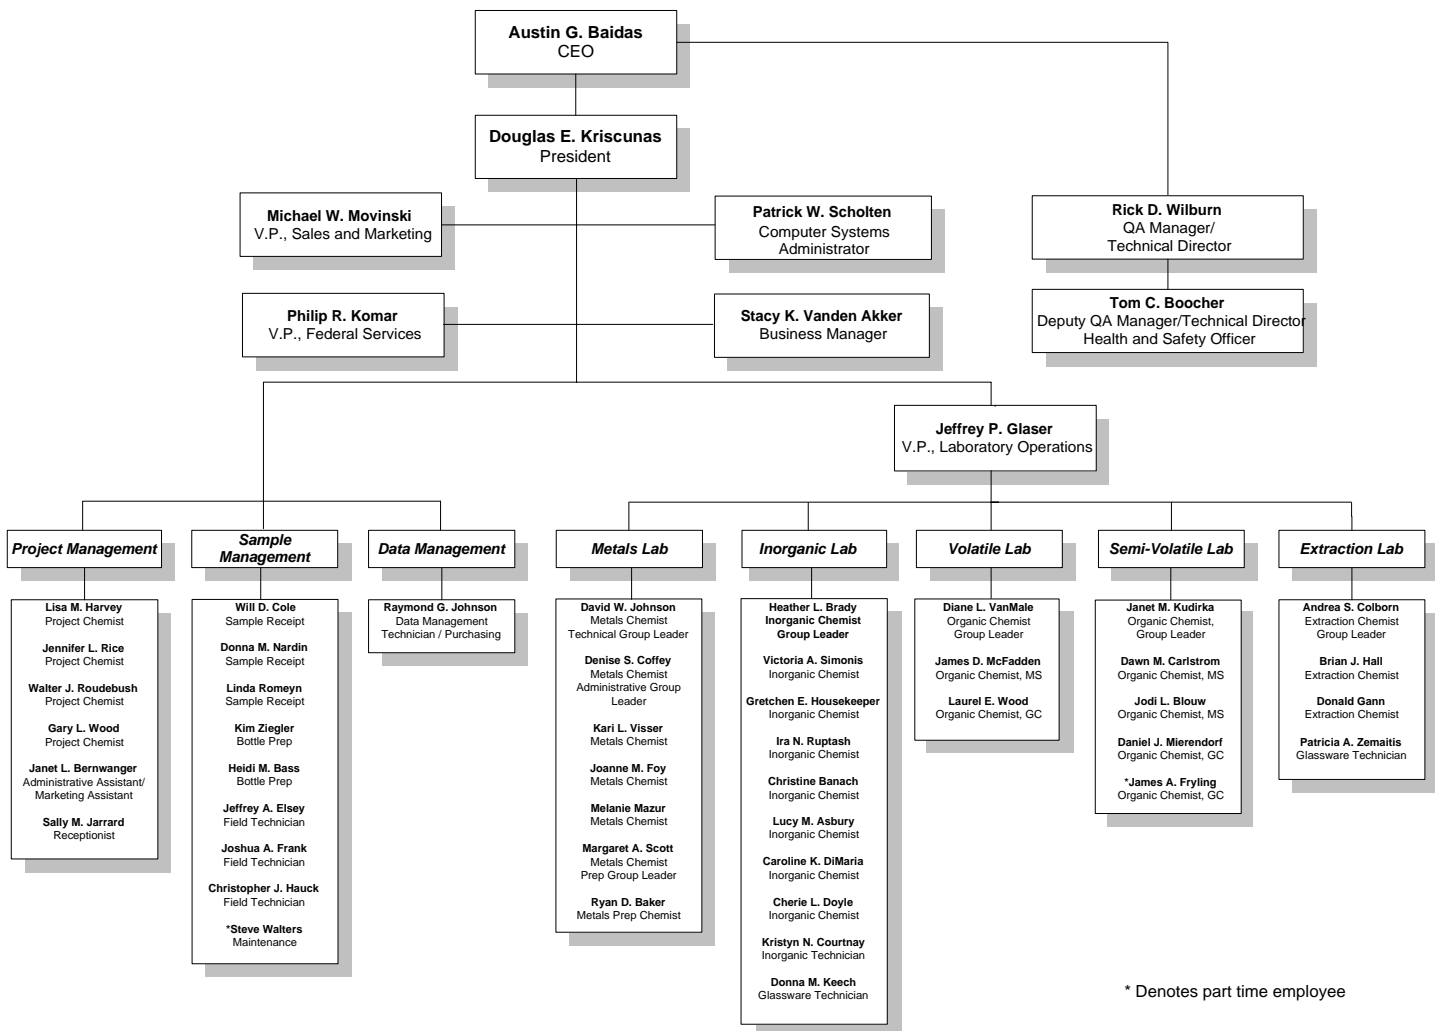 Austin G. Baidas
CEO
Douglas E. Kriscunas
President
Michael W. Movinski
V.P., Sales and Marketing
Patrick W. Scholten
Computer Systems
Administrator
Rick D. Wilburn
QA Manager/
Technical Director
Philip R. Komar
V.P., Federal Services
Stacy K. Vanden Akker
Business Manager
Tom C. Boocher
Deputy QA Manager/Technical Director
Health and Safety Officer
Jeffrey P. Glaser
V.P., Laboratory Operations
Project Management
Lisa M. Harvey
Project Chemist
Jennifer L. Rice
Project Chemist
Walter J. Roudebush
Project Chemist
Gary L. Wood
Project Chemist
Janet L. Bernwanger
Administrative Assistant/
Marketing Assistant
Sally M. Jarrard
Receptionist
Sample
Management
Will D. Cole
Sample Receipt
Donna M. Nardin
Sample Receipt
Linda Romeyn
Sample Receipt
Kim Ziegler
Bottle Prep
Heidi M. Bass
Bottle Prep
Jeffrey A. Elsey
Field Technician
Joshua A. Frank
Field Technician
Christopher J. Hauck
Field Technician
*Steve Walters
Maintenance
Data Management
Raymond G. Johnson
Data Management
Technician / Purchasing
Metals Lab
David W. Johnson
Metals Chemist
Technical Group Leader
Denise S. Coffey
Metals Chemist
Administrative Group
Leader
Kari L. Visser
Metals Chemist
Joanne M. Foy
Metals Chemist
Melanie Mazur
Metals Chemist
Margaret A. Scott
Metals Chemist
Prep Group Leader
Ryan D. Baker
Metals Prep Chemist
Inorganic Lab
Heather L. Brady
Inorganic Chemist
Group Leader
Victoria A. Simonis
Inorganic Chemist
Gretchen E. Housekeeper
Inorganic Chemist
Ira N. Ruptash
Inorganic Chemist
Christine Banach
Inorganic Chemist
Lucy M. Asbury
Inorganic Chemist
Caroline K. DiMaria
Inorganic Chemist
Cherie L. Doyle
Inorganic Chemist
Kristyn N. Courtnay
Inorganic Technician
Donna M. Keech
Glassware Technician
Volatile Lab
Diane L. VanMale
Organic Chemist
Group Leader
James D. McFadden
Organic Chemist, MS
Laurel E. Wood
Organic Chemist, GC
Semi-Volatile Lab
Janet M. Kudirka
Organic Chemist,
Group Leader
Dawn M. Carlstrom
Organic Chemist, MS
Jodi L. Blouw
Organic Chemist, MS
Daniel J. Mierendorf
Organic Chemist, GC
*James A. Fryling
Organic Chemist, GC
Extraction Lab
Andrea S. Colborn
Extraction Chemist
Group Leader
Brian J. Hall
Extraction Chemist
Donald Gann
Extraction Chemist
Patricia A. Zemaitis
Glassware Technician
* Denotes part time employee